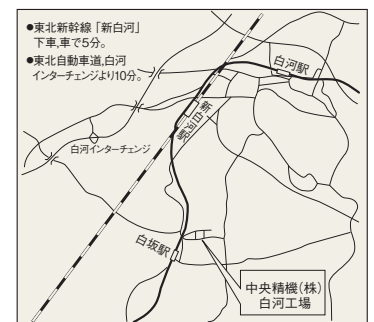 ●東北新幹線「新白河」
下車,車で5分。
●東北自動車道,白河
インターチェンジより10分。
白河駅
新白河駅
白河インターチェンジ
白坂駅
中央精機(株)
白河工場